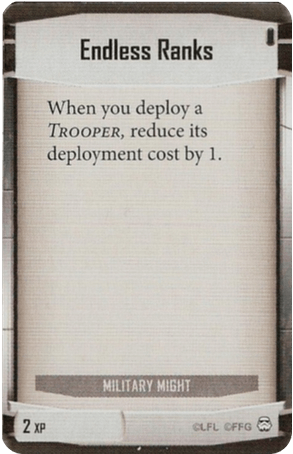 Endless Ranks
When you deploy a
TROOPER, reduce its
deployment cost by 1.
MILITARY MIGHT
2 XP
©LFL ©FFG